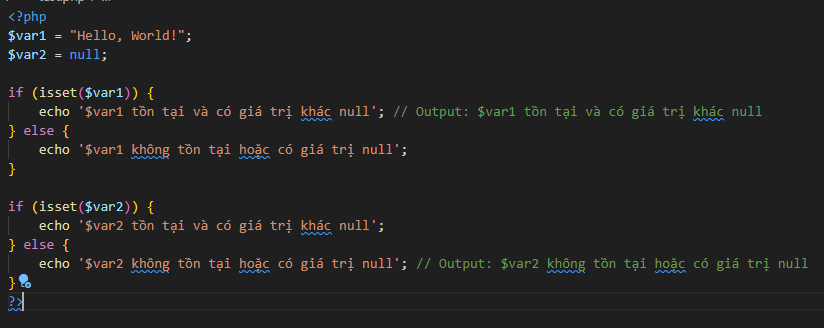 <?php
$var1 = "Hello, World!";
$var2 = null;
if (isset($var1)) {
echo '$var1 tồn tại và có giá trị khác null'; // Output: $var1 tồn tại và có giá trị khác null
} else {
echo '$var1 không tồn tại hoặc có giá trị null';
}
if (isset($var2)) {
echo '$var2 tồn tại và có giá trị khác null';
} else {
echo '$var2 không tồn tại hoặc có giá trị null'; // Output: $var2 không tồn tại hoặc có giá trị null
}
?>